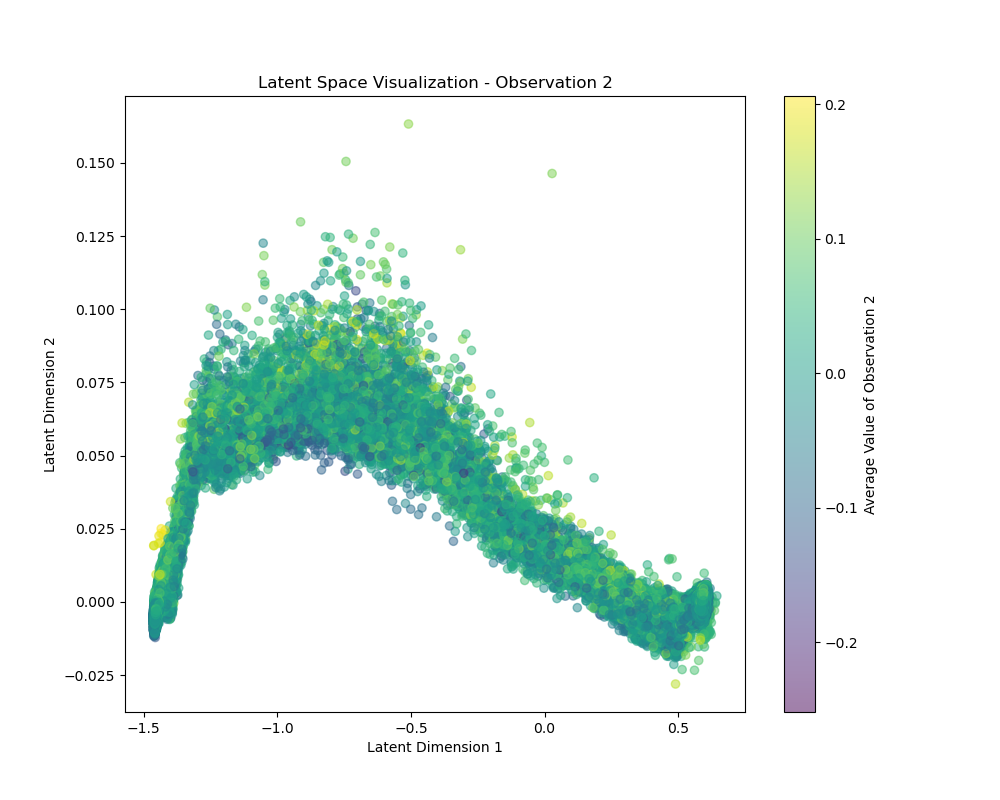 Latent Space Visualization - Observation 2
0.150
0.125
0.100
0.075
0.050
0.025
0.000
−0.025
Latent Dimension 2
−1.5 −1.0 −0.5 0.0 0.5
Latent Dimension 1
0.2
0.1
0.0
−0.1
−0.2
Average Value of Observation 2